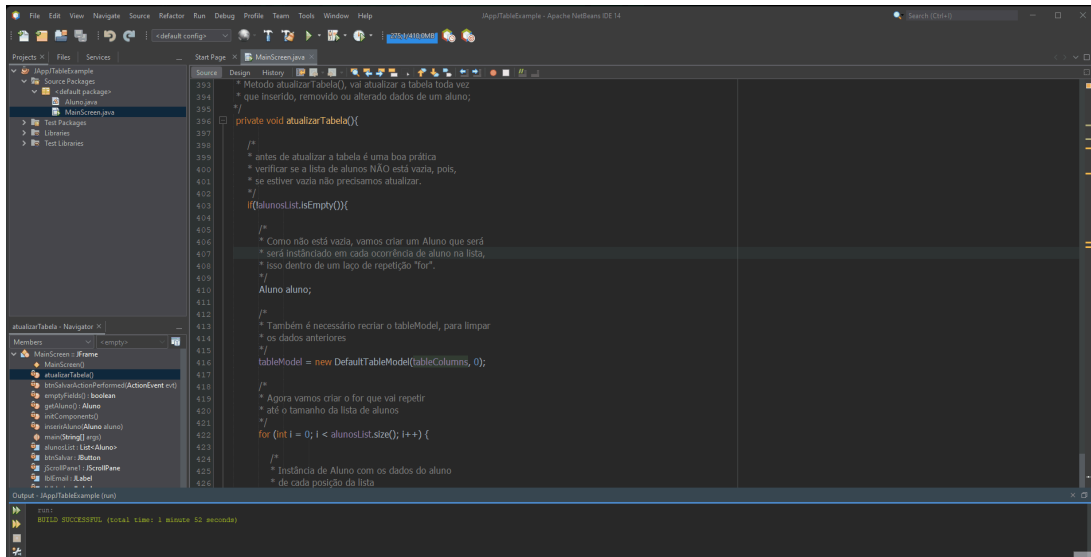 File Edit View Navigate Source Refactor Run Debug Profile Team Tools Window Help
JAppJTableExample - Apache NetBeans IDE 14
Search (Ctrl+I)
<default config>
275,1/410,0MB
Projects Files Services
Start Page MainScreen.java
Source Design History
JAppJTableExample
Source Packages
<default package>
Aluno.java
MainScreen.java
Test Packages
Libraries
Test Libraries
393 * Metodo atualizarTabela(), vai atualizar a tabela toda vez
394 * que inserido, removido ou alterado dados de um aluno;
395 */
396 private void atualizarTabela(){
397
398 /*
399 * antes de atualizar a tabela é uma boa prática
400 * verificar se a lista de alunos NÃO está vazia, pois,
401 * se estiver vazia não precisamos atualizar.
402 */
403 if(!alunosList.isEmpty()){
404
405 /*
406 * Como não está vazia, vamos criar um Aluno que será
407 * será instânciado em cada ocorrência de aluno na lista,
408 * isso dentro de um laço de repetição "for".
409 */
410 Aluno aluno;
411
412 /*
413 * Também é necessário recriar o tableModel, para limpar
414 * os dados anteriores
415 */
416 tableModel = new DefaultTableModel(tableColumns, 0);
417
418 /*
419 * Agora vamos criar o for que vai repetir
420 * até o tamanho da lista de alunos
421 */
422 for (int i = 0; i < alunosList.size(); i++) {
423
424 /*
425 * Instância de Aluno com os dados do aluno
426 * de cada posição da lista
atualizarTabela - Navigator
Members <empty>
MainScreen :: JFrame
MainScreen()
atualizarTabela()
btnSalvarActionPerformed(ActionEvent evt)
emptyFields() : boolean
getAluno() : Aluno
initComponents()
inserirAluno(Aluno aluno)
main(String[] args)
alunosList : List<Aluno>
btnSalvar : JButton
jScrollPane1 : JScrollPane
lblEmail : JLabel
Output - JAppJTableExample (run)
run:
BUILD SUCCESSFUL (total time: 1 minute 52 seconds)